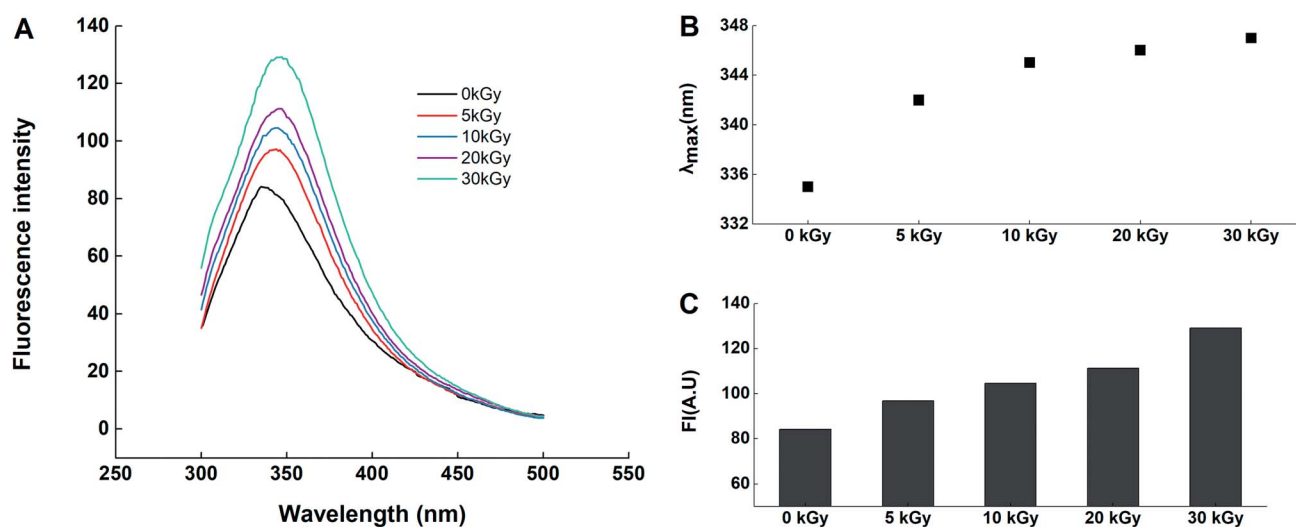 A
140
120
100
80
60
40
20
0
Fluorescence intensity
0kGy
5kGy
10kGy
20kGy
30kGy
250 300 350 400 450 500 550
Wavelength (nm)
B
348
344
340
336
332
λmax(nm)
0 kGy 5 kGy 10 kGy 20 kGy 30 kGy
C
140
120
100
80
60
FI(A.U)
0 kGy 5 kGy 10 kGy 20 kGy 30 kGy